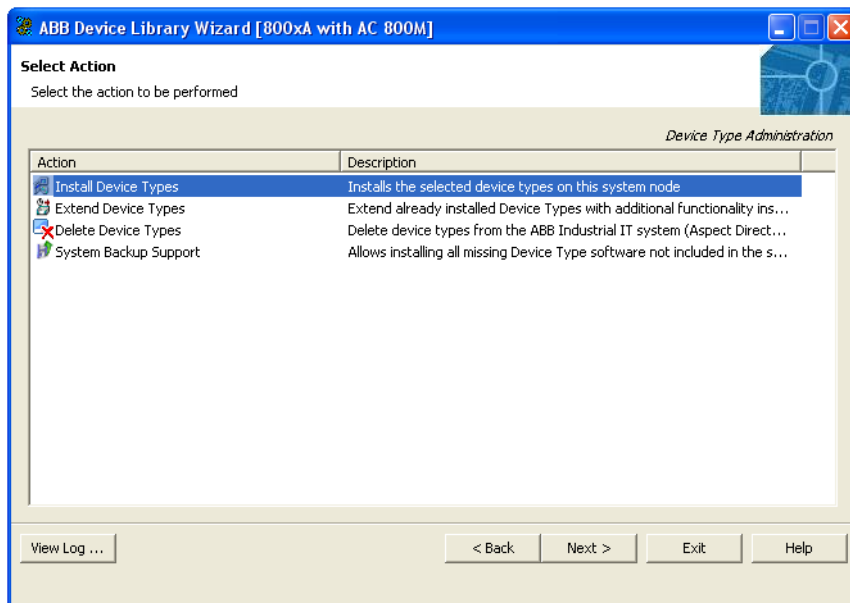 ABB Device Library Wizard [800xA with AC 800M]
Select Action
Select the action to be performed
Device Type Administration
Action Description
Install Device Types Installs the selected device types on this system node
Extend Device Types Extend already installed Device Types with additional functionality ins...
Delete Device Types Delete device types from the ABB Industrial IT system (Aspect Direct...
System Backup Support Allows installing all missing Device Type software not included in the s...
View Log ... < Back Next > Exit Help